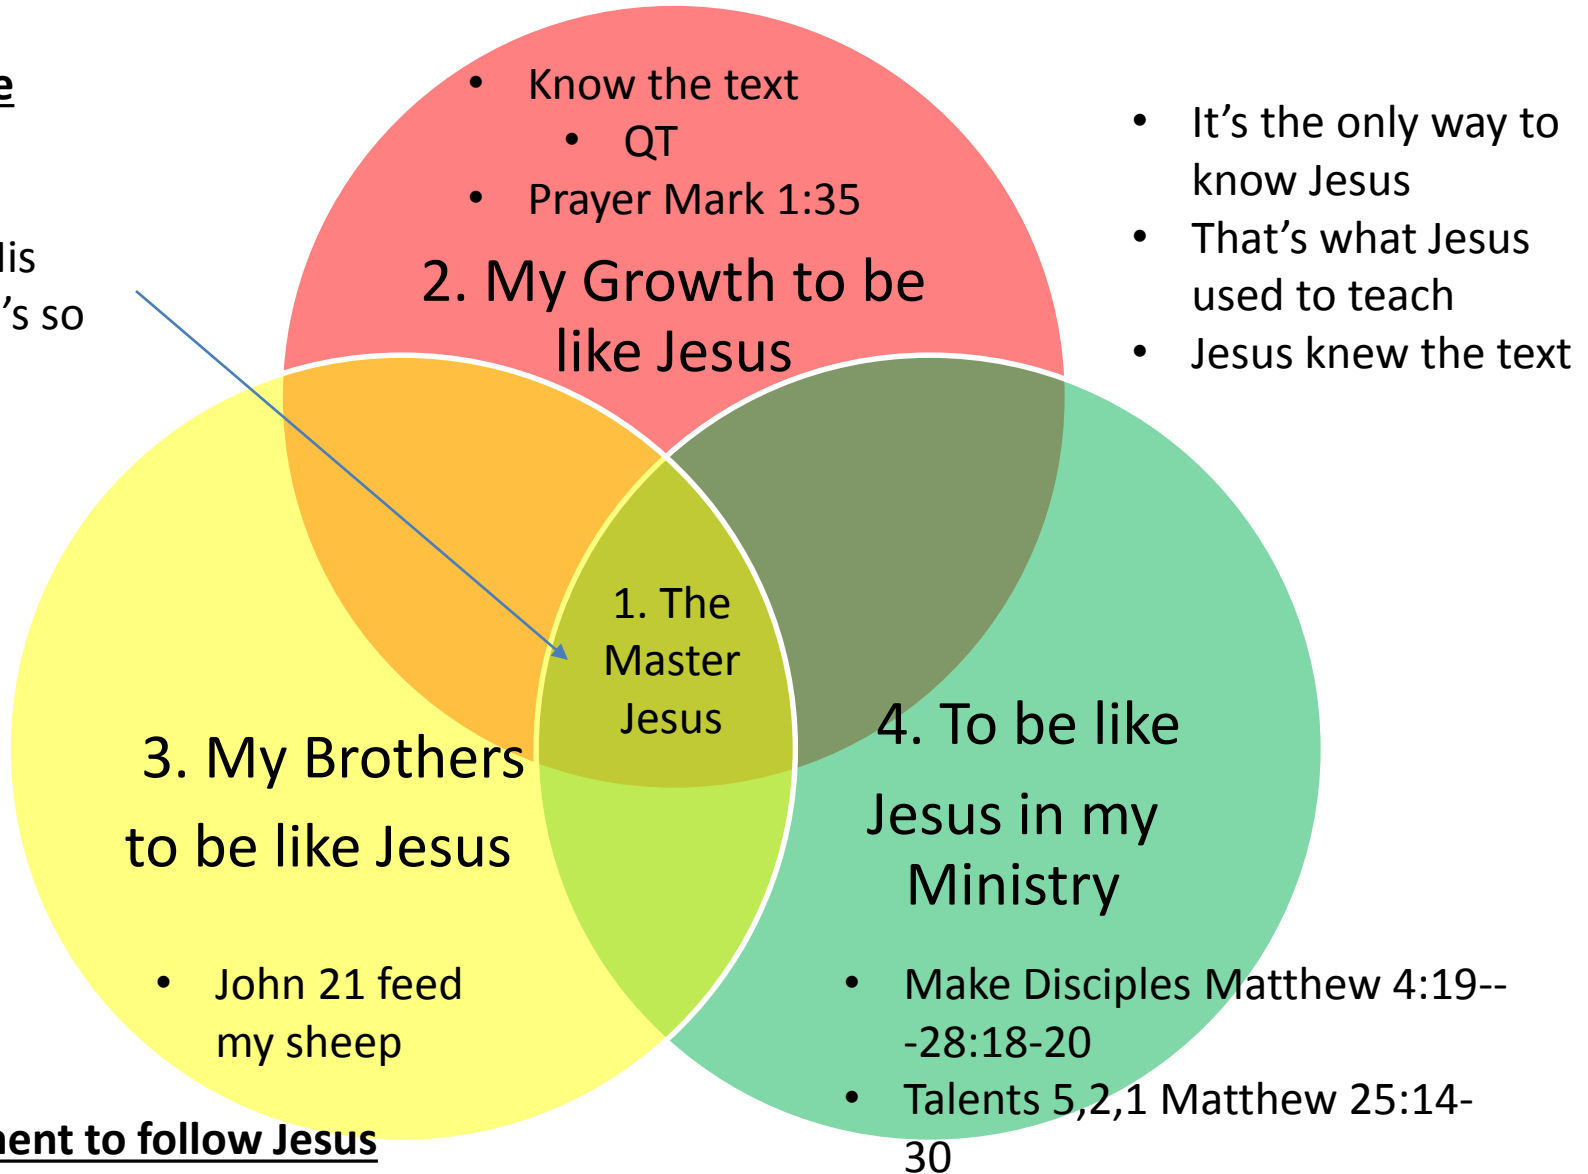 • Know the text
• QT
• Prayer Mark 1:35
2. My Growth to be
like Jesus
• It's the only way to
know Jesus
• That's what Jesus
used to teach
• Jesus knew the text
's so
1. The
Master
Jesus
3. My Brothers
to be like Jesus
• John 21 feed
my sheep
4. To be like
Jesus in my
Ministry
• Make Disciples Matthew 4:19--
-28:18-20
• Talents 5,2,1 Matthew 25:14-
30
to follow Jesus